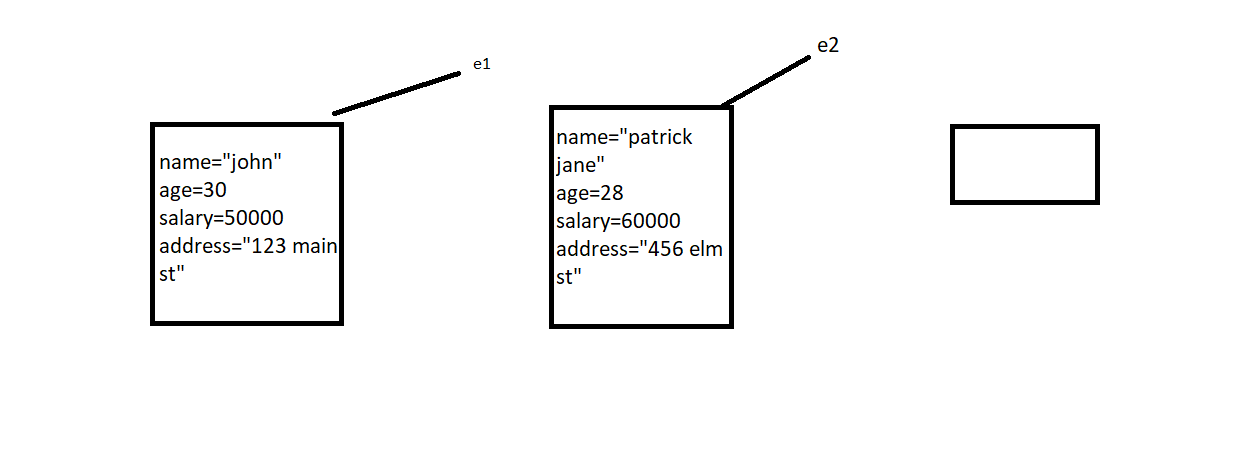 e1
e2
name="john"
age=30
salary=50000
address="123 main
st"
name="patrick
jane"
age=28
salary=60000
address="456 elm
st"